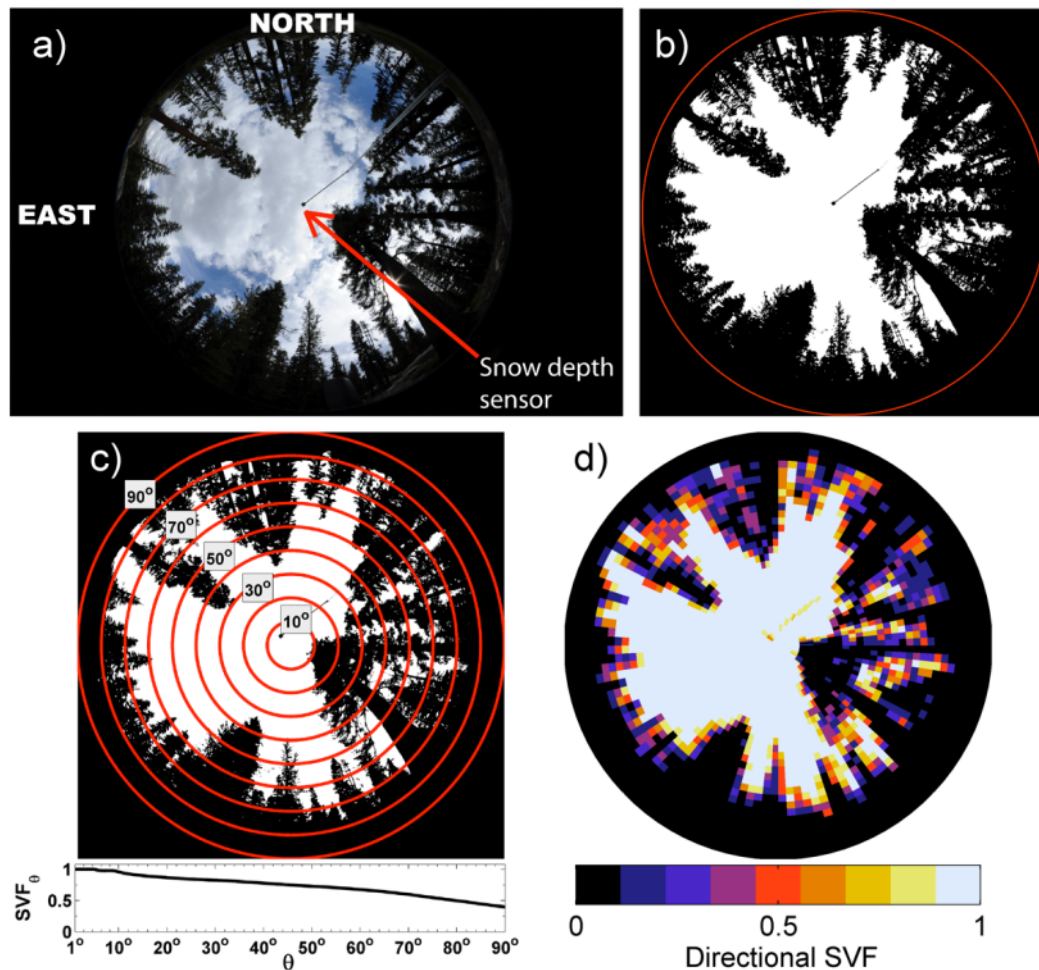 a)
NORTH
EAST
Snow depth
sensor
b)
c)
90°
70°
50°
30°
10°
1
0.5
0
SVFθ
1° 10° 20° 30° 40° 50° 60° 70° 80° 90°
θ
d)
0 0.5 1
Directional SVF